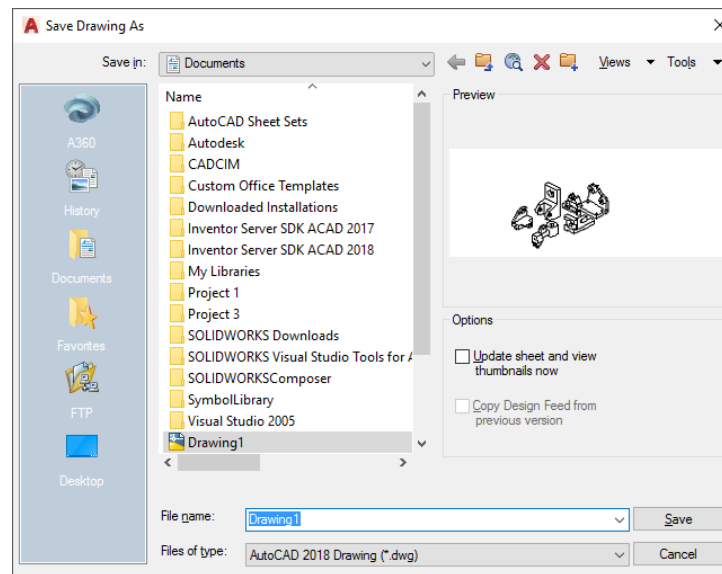 Save Drawing As
Save in:
Documents
Views
Tools
A360
History
Documents
Favorites
FTP
Desktop
Name
AutoCAD Sheet Sets
Autodesk
CADCIM
Custom Office Templates
Downloaded Installations
Inventor Server SDK ACAD 2017
Inventor Server SDK ACAD 2018
My Libraries
Project 1
Project 3
SOLIDWORKS Downloads
SOLIDWORKS Visual Studio Tools for A
SOLIDWORKSComposer
SymbolLibrary
Visual Studio 2005
Drawing1
Preview
Options
Update sheet and view
thumbnails now
Copy Design Feed from
previous version
File name:
Drawing1
Save
Files of type:
AutoCAD 2018 Drawing (*.dwg)
Cancel